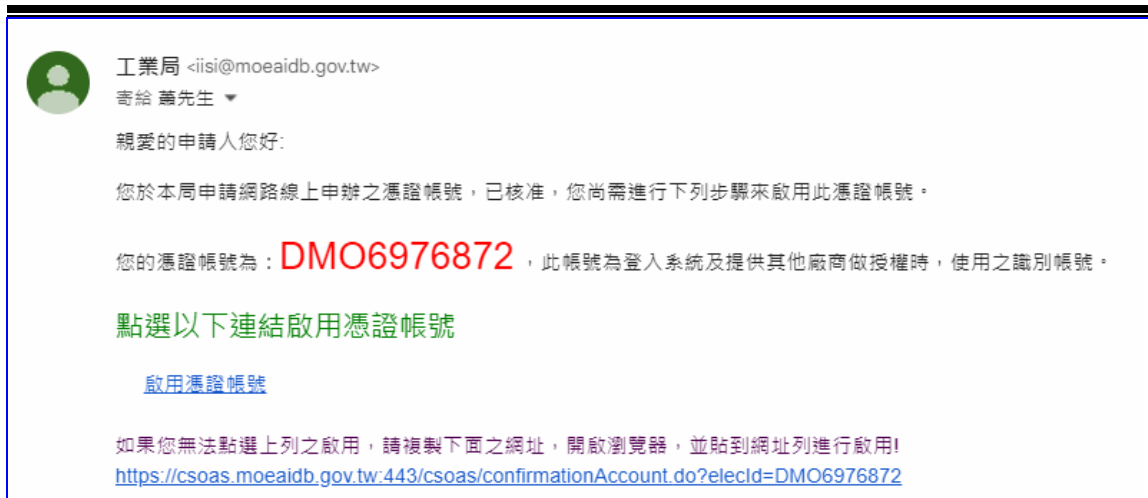 工業局 <iisi@moeaidb.gov.tw>
寄給 蕭先生
親愛的申請人您好:
您於本局申請網路線上申辦之憑證帳號，已核准，您尚需進行下列步驟來啟用此憑證帳號。
您的憑證帳號為：DMO6976872，此帳號為登入系統及提供其他廠商做授權時，使用之識別帳號。
點選以下連結啟用憑證帳號
啟用憑證帳號
如果您無法點選上列之啟用，請複製下面之網址，開啟瀏覽器，並貼到網址列進行啟用!
https://csoas.moeaidb.gov.tw:443/csoas/confirmationAccount.do?elecId=DMO6976872